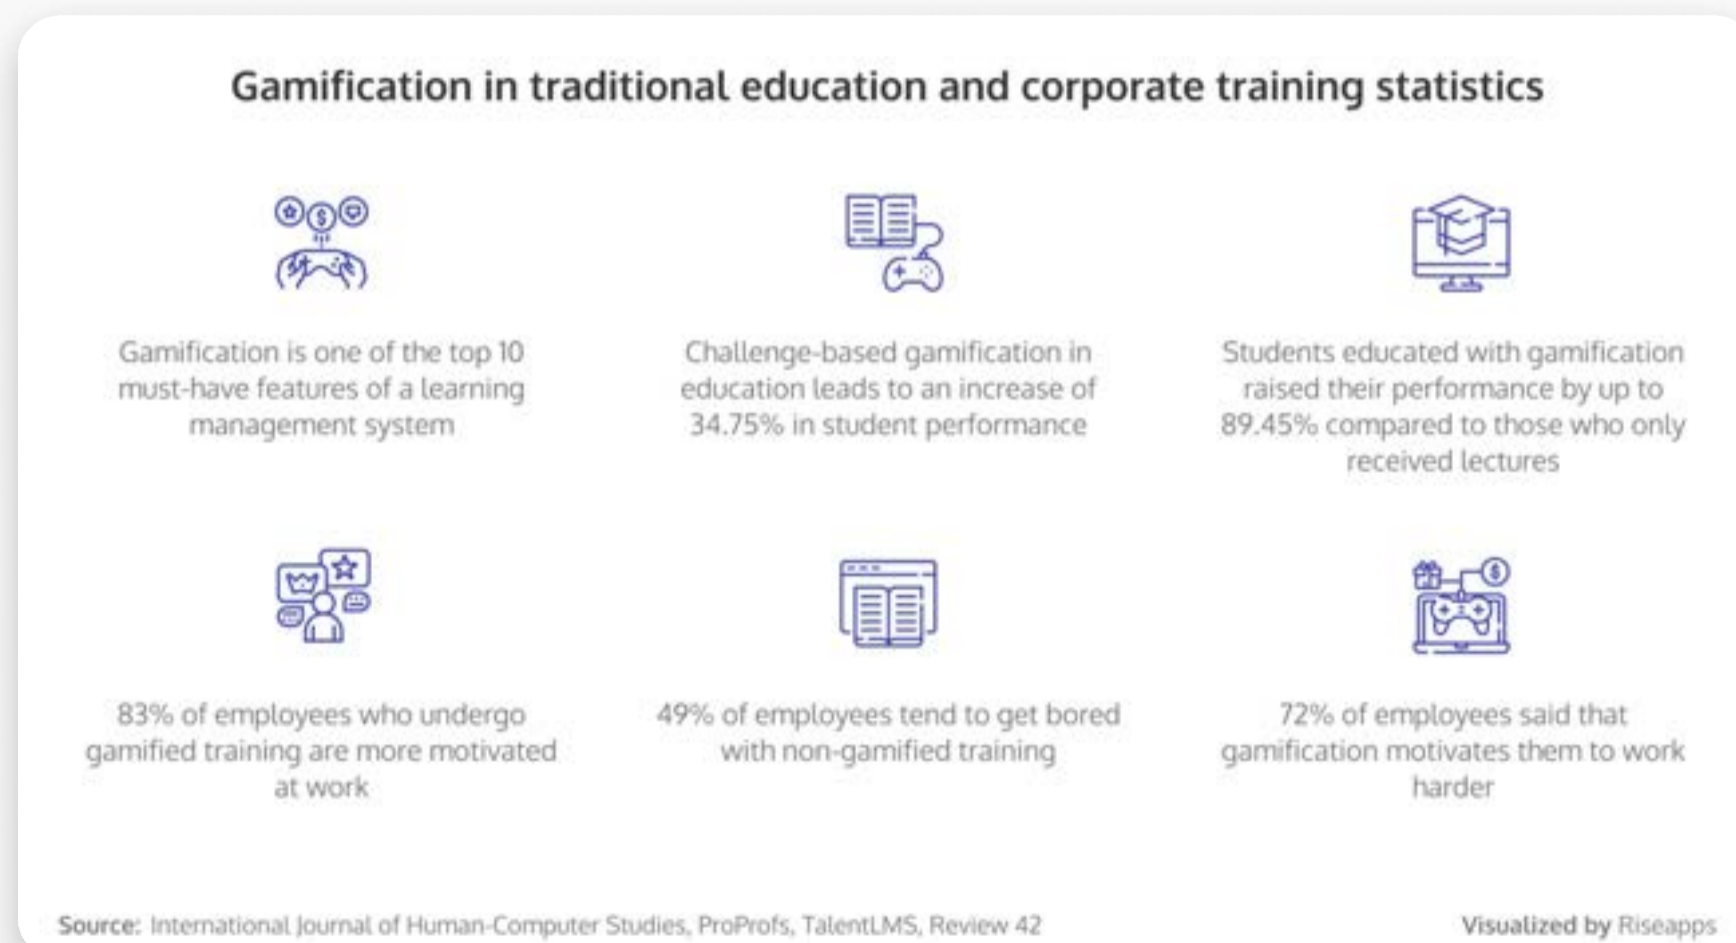 Gamification in traditional education and corporate training statistics
Gamification is one of the top 10
must-have features of a learning
management system
Challenge-based gamification in
education leads to an increase of
34.75% in student performance
Students educated with gamification
raised their performance by up to
89.45% compared to those who only
received lectures
83% of employees who undergo
gamified training are more motivated
at work
49% of employees tend to get bored
with non-gamified training
72% of employees said that
gamification motivates them to work
harder
Source: International Journal of Human-Computer Studies, ProProfs, TalentLMS, Review 42
Visualized by Riseapps